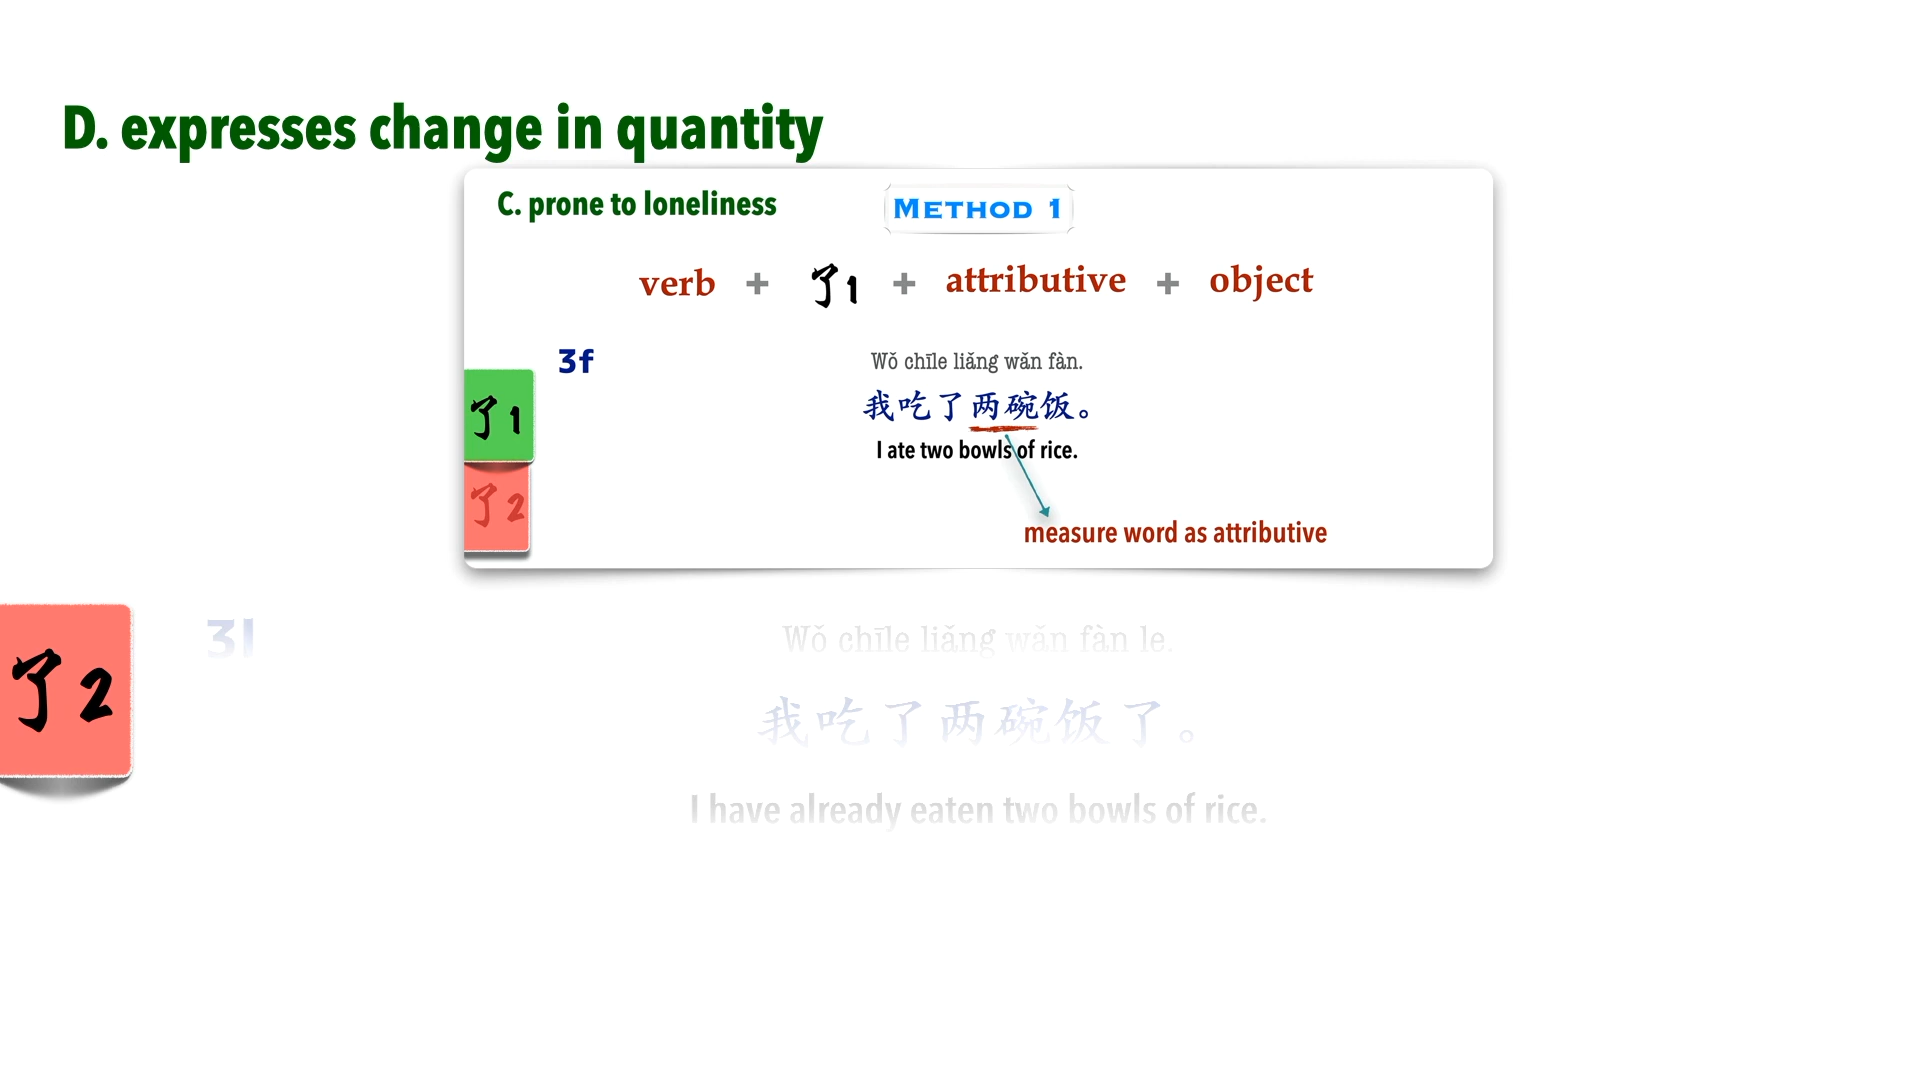 D. expresses change in quantity
C. prone to loneliness
METHOD 1
verb + 了1 + attributive + object
3f
Wǒ chīle liǎng wǎn fàn.
我吃了两碗饭。
I ate two bowls of rice.
了1
了2
measure word as attributive
了2
3l
Wǒ chīle liǎng wǎn fàn le.
我吃了两碗饭了。
I have already eaten two bowls of rice.